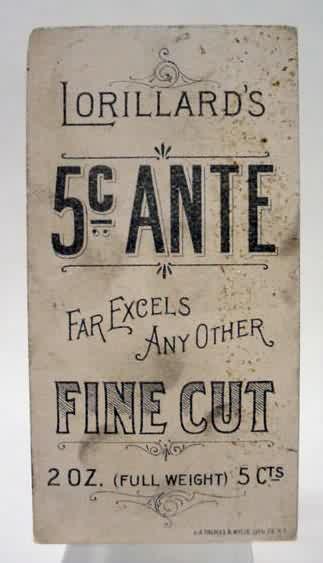 LORILLARD'S
5C ANTE
FAR EXCELS
ANY OTHER
FINE CUT
2 OZ. (FULL WEIGHT) 5 CTS